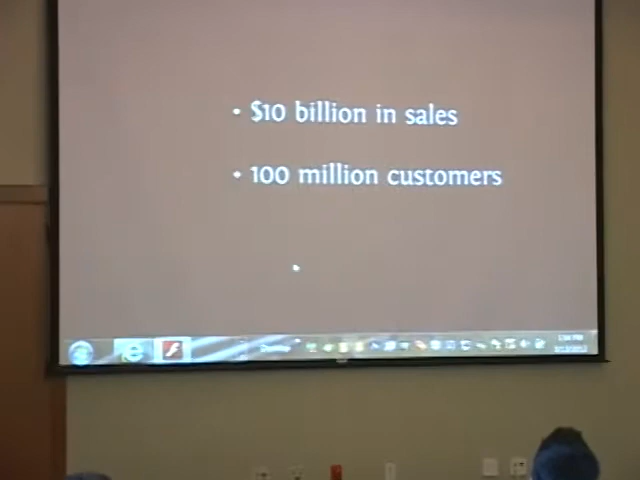 • $10 billion in sales
• 100 million customers